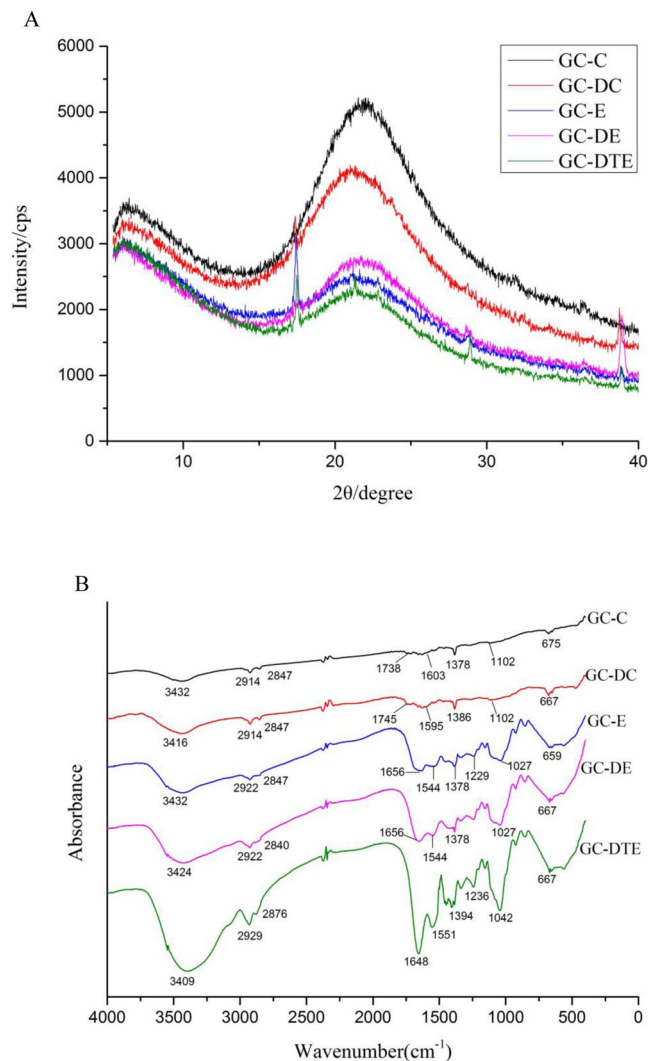 A
6000
5000
4000
3000
2000
1000
0
Intensity/cps
GC-C
GC-DC
GC-E
GC-DE
GC-DTE
10 20 30 40
2θ/degree
B
GC-C
3432 2914 2847 1738 1603 1378 1102 675
GC-DC
3416 2914 2847 1745 1595 1386 1102 667
GC-E
3432 2922 2847 1656 1544 1378 1229 1027 659
GC-DE
3424 2922 2840 1656 1544 1378 1027 667
GC-DTE
3409 2929 2876 1648 1551 1394 1236 1042 667
Absorbance
4000 3500 3000 2500 2000 1500 1000 500 0
Wavenumber(cm⁻¹)